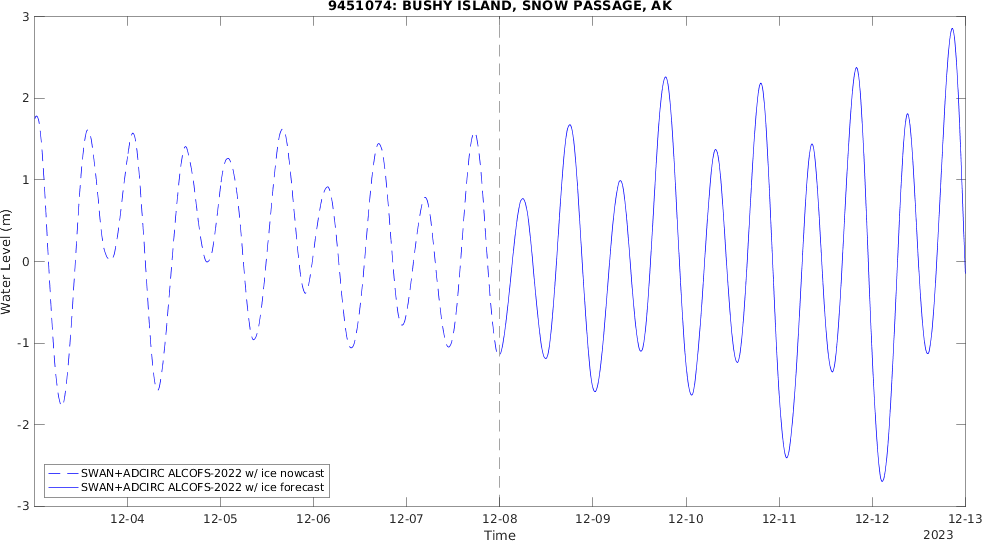 9451074: BUSHY ISLAND, SNOW PASSAGE, AK
3
2
1
0
-1
-2
-3
Water Level (m)
SWAN+ADCIRC ALCOFS-2022 w/ ice nowcast
SWAN+ADCIRC ALCOFS-2022 w/ ice forecast
12-04 12-05 12-06 12-07 12-08 12-09 12-10 12-11 12-12 12-13
Time
2023